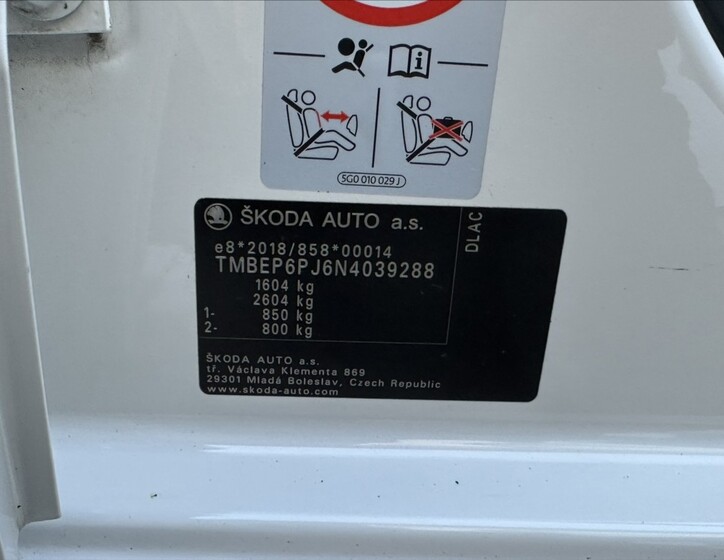 5G0 010 029 J
ŠKODA AUTO a.s.
e8*2018/858*00014
TMBEP6PJ6N4039288
1604 kg
2604 kg
1- 850 kg
2- 800 kg
DLAC
ŠKODA AUTO a.s.
tř. Václava Klementa 869
29301 Mladá Boleslav, Czech Republic
www.skoda-auto.com